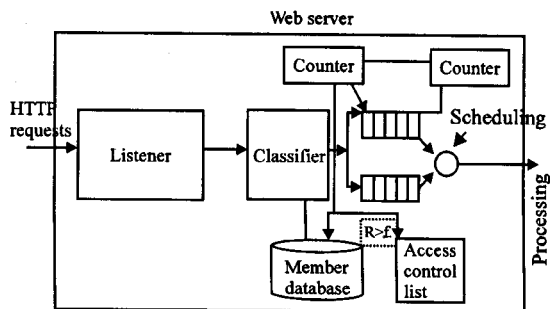 Web server
Counter
Counter
HTTP
requests
Scheduling
Listener
Classifier
R>f
Member
database
Access
control
list
Processing